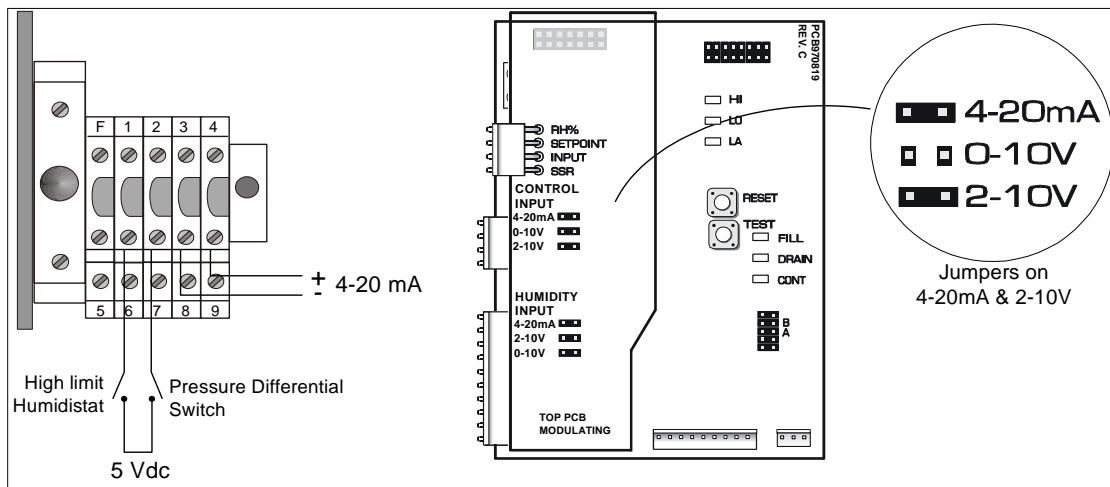 F 1 2 3 4
5 6 7 8 9
+
-
4-20 mA
High limit
Humidistat
Pressure Differential
Switch
5 Vdc
PCB970819
REV. C
HI
LO
LA
RH%
SETPOINT
INPUT
SSR
CONTROL
INPUT
4-20mA
0-10V
2-10V
RESET
TEST
FILL
DRAIN
CONT
HUMIDITY
INPUT
4-20mA
2-10V
0-10V
B
A
TOP PCB
MODULATING
4-20mA
0-10V
2-10V
Jumpers on
4-20mA & 2-10V